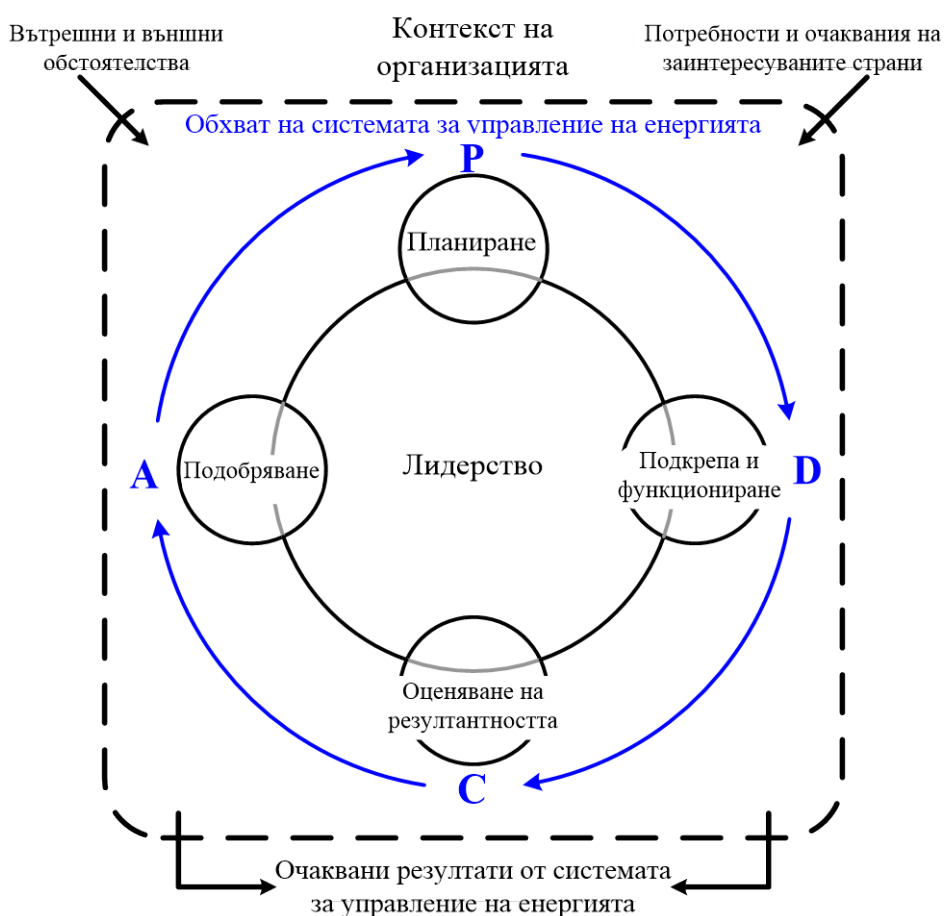 Вътрешни и външни
обстоятелства
Контекст на
организацията
Потребности и очаквания на
заинтересуваните страни
Обхват на системата за управление на енергията
P
Планиране
A
Подобряване
Лидерство
Подкрепа и
функциониране
D
Оценяване на
резултантността
C
Очаквани резултати от системата
за управление на енергията